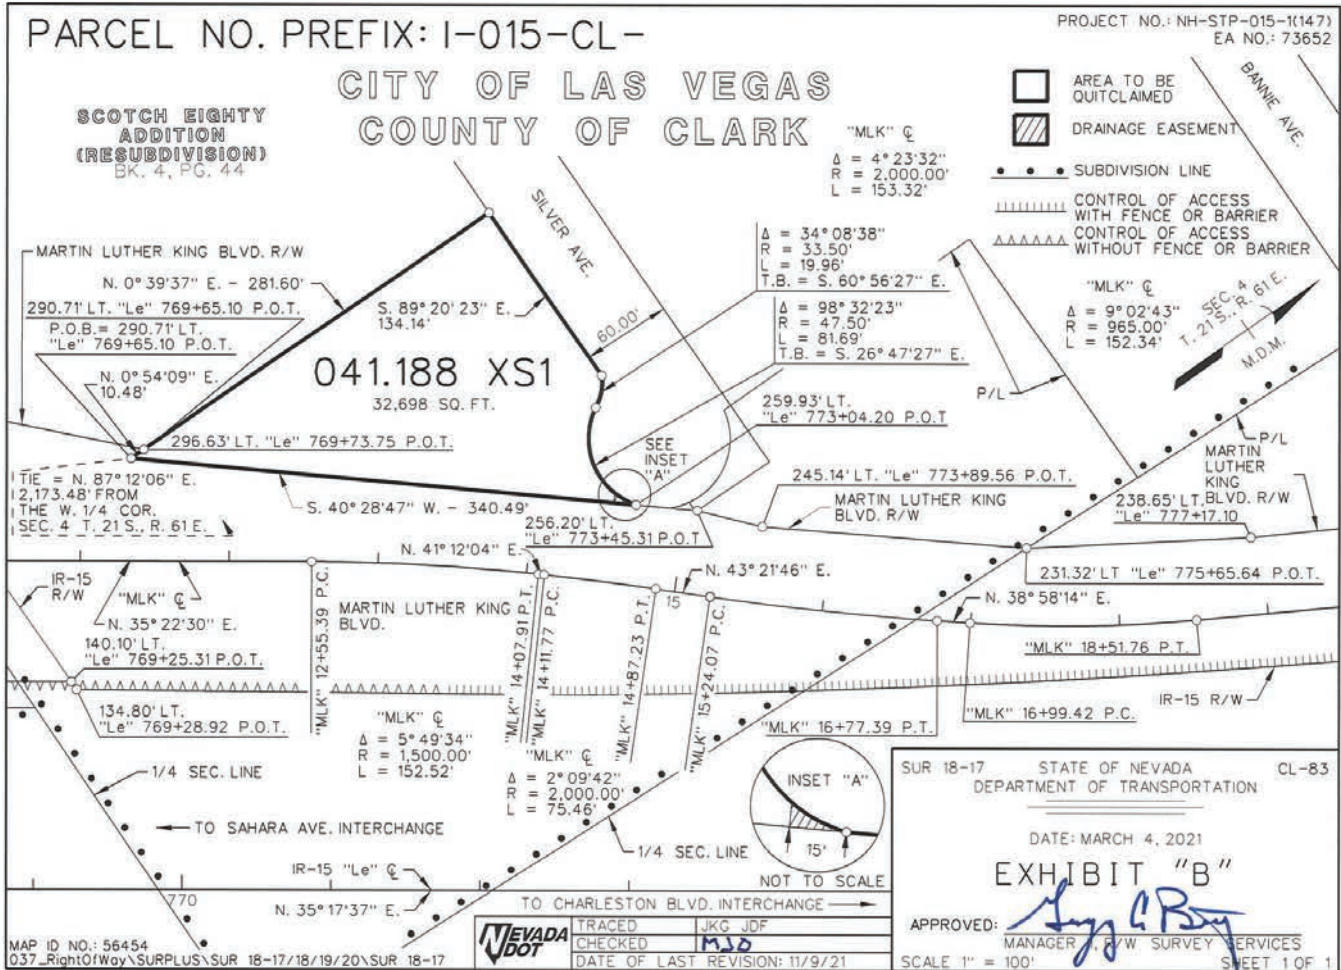 PARCEL NO. PREFIX: I-015-CL-
PROJECT NO.: NH-STP-015-1(147)
EA NO.: 73652
CITY OF LAS VEGAS
COUNTY OF CLARK
SCOTCH EIGHTY
ADDITION
(RESUBDIVISION)
BK. 4, PG. 44
AREA TO BE
QUITCLAIMED
DRAINAGE EASEMENT
SUBDIVISION LINE
CONTROL OF ACCESS
WITH FENCE OR BARRIER
CONTROL OF ACCESS
WITHOUT FENCE OR BARRIER
BANNIE AVE.
SILVER AVE.
60.00'
"MLK" ℄
Δ = 4° 23'32"
R = 2,000.00'
L = 153.32'
Δ = 34° 08'38"
R = 33.50'
L = 19.96'
T.B. = S. 60° 56'27" E.
Δ = 98° 32'23"
R = 47.50'
L = 81.69'
T.B. = S. 26° 47'27" E.
"MLK" ℄
Δ = 9° 02'43"
R = 965.00'
L = 152.34'
SEC. 4
T. 21 S., R. 61 E.
M.D.M.
MARTIN LUTHER KING BLVD. R/W
N. 0° 39'37" E. - 281.60'
290.71' LT. "Le" 769+65.10 P.O.T.
P.O.B.= 290.71' LT.
"Le" 769+65.10 P.O.T.
N. 0° 54'09" E.
10.48'
S. 89° 20' 23" E.
134.14'
041.188 XS1
32,698 SQ. FT.
296.63' LT. "Le" 769+73.75 P.O.T.
SEE
INSET
"A"
259.93' LT.
"Le" 773+04.20 P.O.T
P/L
P/L
TIE = N. 87° 12'06" E.
2,173.48' FROM
THE W. 1/4 COR.
SEC. 4 T. 21 S., R. 61 E.
S. 40° 28'47" W. - 340.49'
256.20' LT.
"Le" 773+45.31 P.O.T
245.14' LT. "Le" 773+89.56 P.O.T.
MARTIN LUTHER KING
BLVD. R/W
MARTIN
LUTHER
KING
BLVD. R/W
238.65' LT.
"Le" 777+17.10
231.32' LT "Le" 775+65.64 P.O.T.
N. 41° 12'04" E.
N. 43° 21'46" E.
15
N. 38° 58'14" E.
IR-15
R/W
"MLK" ℄
N. 35° 22'30" E.
140.10' LT.
"Le" 769+25.31 P.O.T.
134.80' LT.
"Le" 769+28.92 P.O.T.
MARTIN LUTHER KING
BLVD.
"MLK" 12+55.39 P.C.
"MLK" 14+07.91 P.T.
"MLK" 14+11.77 P.C.
"MLK" 14+87.23 P.T.
"MLK" 15+24.07 P.C.
"MLK" 18+51.76 P.T.
"MLK" 16+99.42 P.C.
"MLK" 16+77.39 P.T.
IR-15 R/W
"MLK" ℄
Δ = 5° 49'34"
R = 1,500.00'
L = 152.52'
"MLK" ℄
Δ = 2° 09'42"
R = 2,000.00'
L = 75.46'
1/4 SEC. LINE
TO SAHARA AVE. INTERCHANGE
1/4 SEC. LINE
INSET "A"
15'
NOT TO SCALE
IR-15 "Le" ℄
770
N. 35° 17'37" E.
TO CHARLESTON BLVD. INTERCHANGE
SUR 18-17
STATE OF NEVADA
CL-83
DEPARTMENT OF TRANSPORTATION
DATE: MARCH 4, 2021
EXHIBIT "B"
APPROVED:
MANAGER, R/W SURVEY SERVICES
SCALE 1" = 100'
SHEET 1 OF 1
NEVADA
DOT
TRACED JKG JDF
CHECKED MJD
DATE OF LAST REVISION: 11/9/21
MAP ID NO.: 56454
037_RightOfWay\SURPLUS\SUR 18-17/18/19/20\SUR 18-17